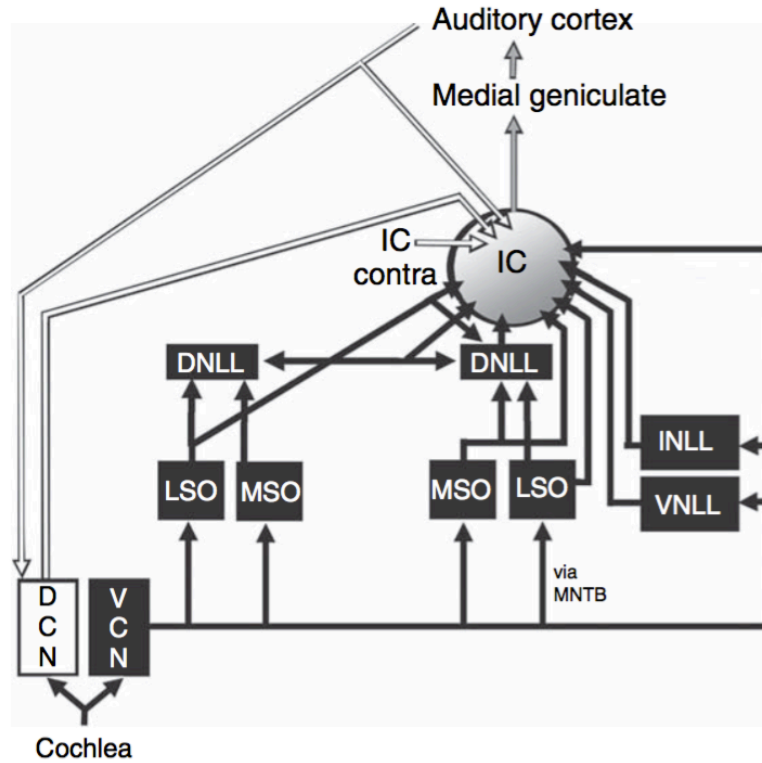 Auditory cortex
Medial geniculate
IC
contra
IC
DNLL
DNLL
INLL
LSO
MSO
MSO
LSO
VNLL
via
MNTB
D
C
N
V
C
N
Cochlea